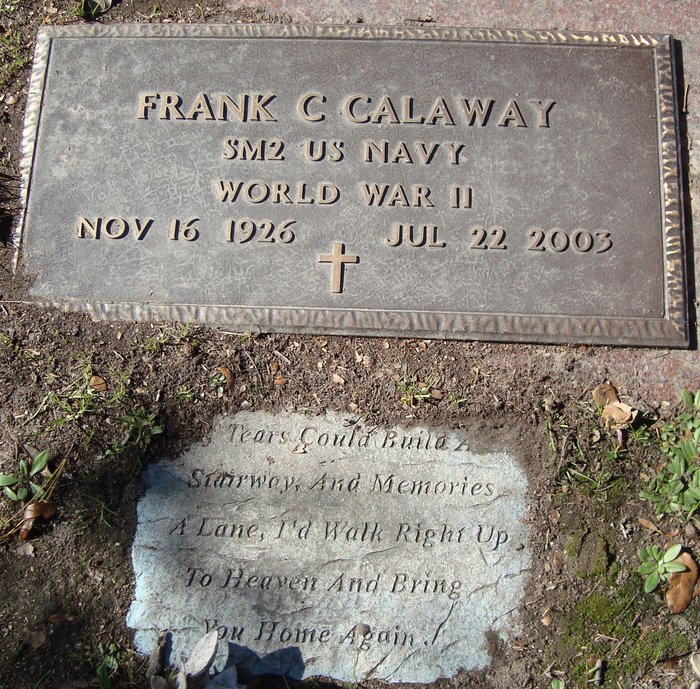 FRANK C CALAWAY
SM2 US NAVY
WORLD WAR II
NOV 16 1926 JUL 22 2003
Tears Could Build A
Stairway, And Memories
A Lane, I'd Walk Right Up
To Heaven And Bring
You Home Again.